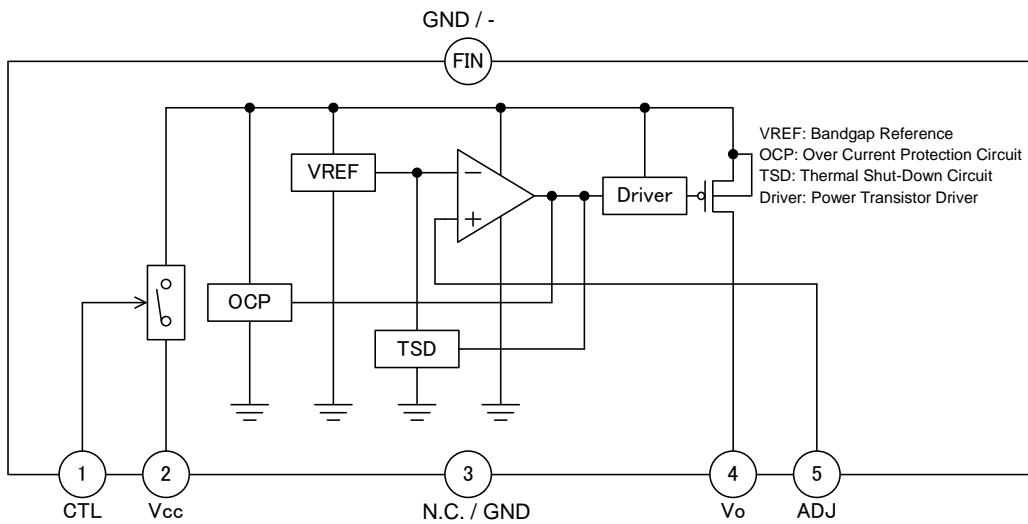 GND / -
FIN
VREF: Bandgap Reference
OCP: Over Current Protection Circuit
TSD: Thermal Shut-Down Circuit
Driver: Power Transistor Driver
VREF
−
+
Driver
OCP
TSD
1
2
3
4
5
CTL
Vcc
N.C. / GND
Vo
ADJ